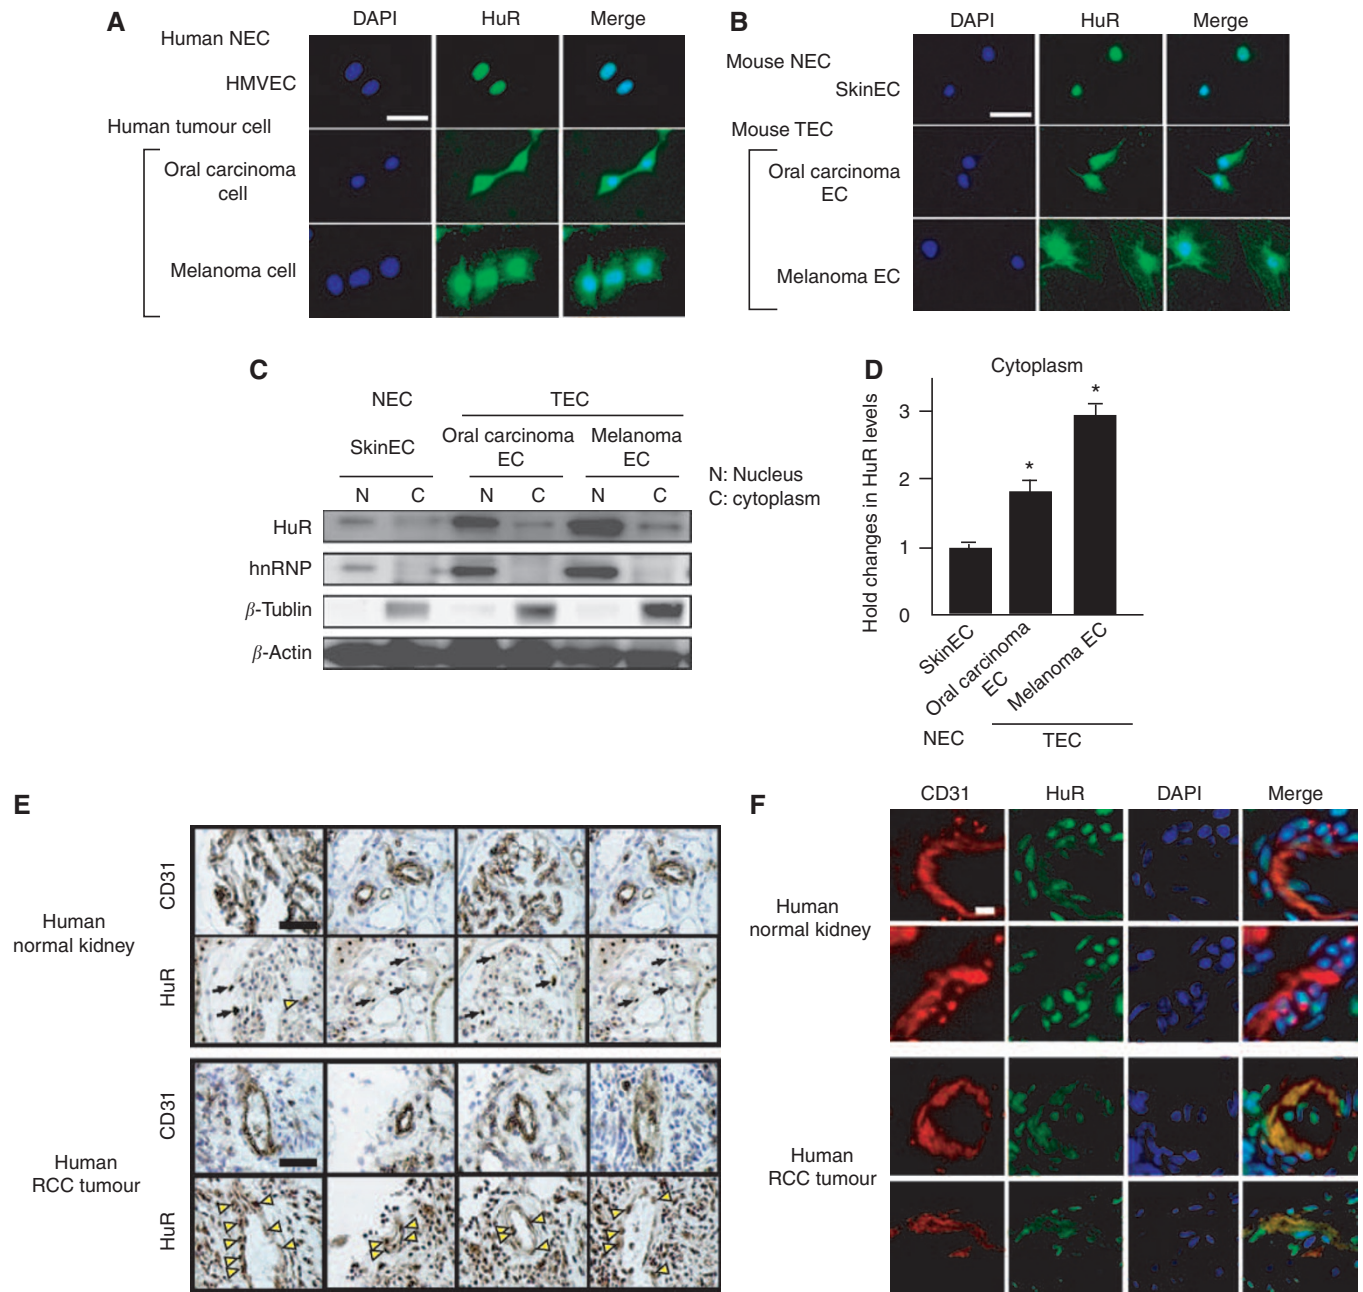 A
DAPI HuR Merge
Human NEC
HMVEC
Human tumour cell
Oral carcinoma
cell
Melanoma cell
B
DAPI HuR Merge
Mouse NEC
SkinEC
Mouse TEC
Oral carcinoma
EC
Melanoma EC
C
NEC TEC
SkinEC Oral carcinoma
EC Melanoma
EC
N C N C N C
N: Nucleus
C: cytoplasm
HuR
hnRNP
β-Tublin
β-Actin
D
Cytoplasm
Hold changes in HuR levels
3
2
1
0
* *
SkinEC
Oral carcinoma
EC
Melanoma EC
NEC TEC
E
Human
normal kidney
CD31
HuR
Human
RCC tumour
CD31
HuR
F
CD31 HuR DAPI Merge
Human
normal kidney
Human
RCC tumour